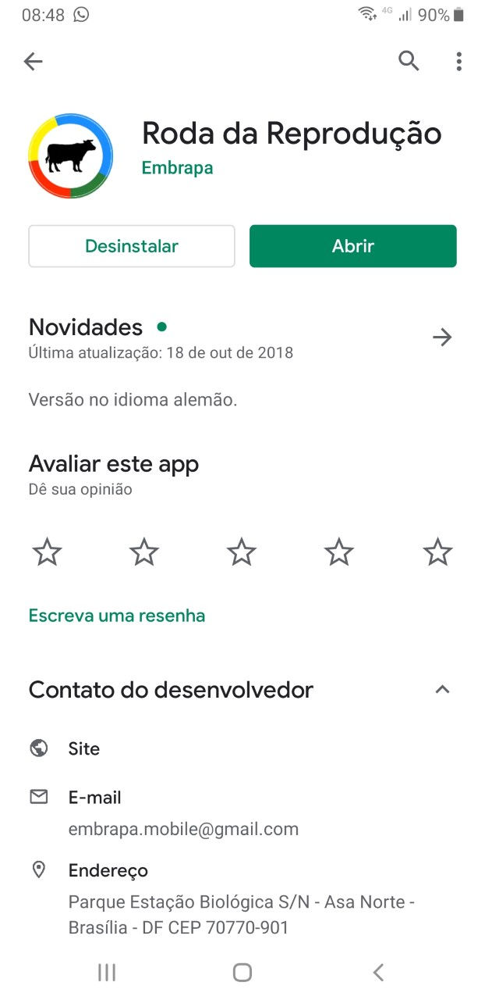 08:48 4G 90%
Roda da Reprodução
Embrapa
Desinstalar Abrir
Novidades
Última atualização: 18 de out de 2018
Versão no idioma alemão.
Avaliar este app
Dê sua opinião
Escreva uma resenha
Contato do desenvolvedor
Site
E-mail
embrapa.mobile@gmail.com
Endereço
Parque Estação Biológica S/N - Asa Norte -
Brasília - DF CEP 70770-901